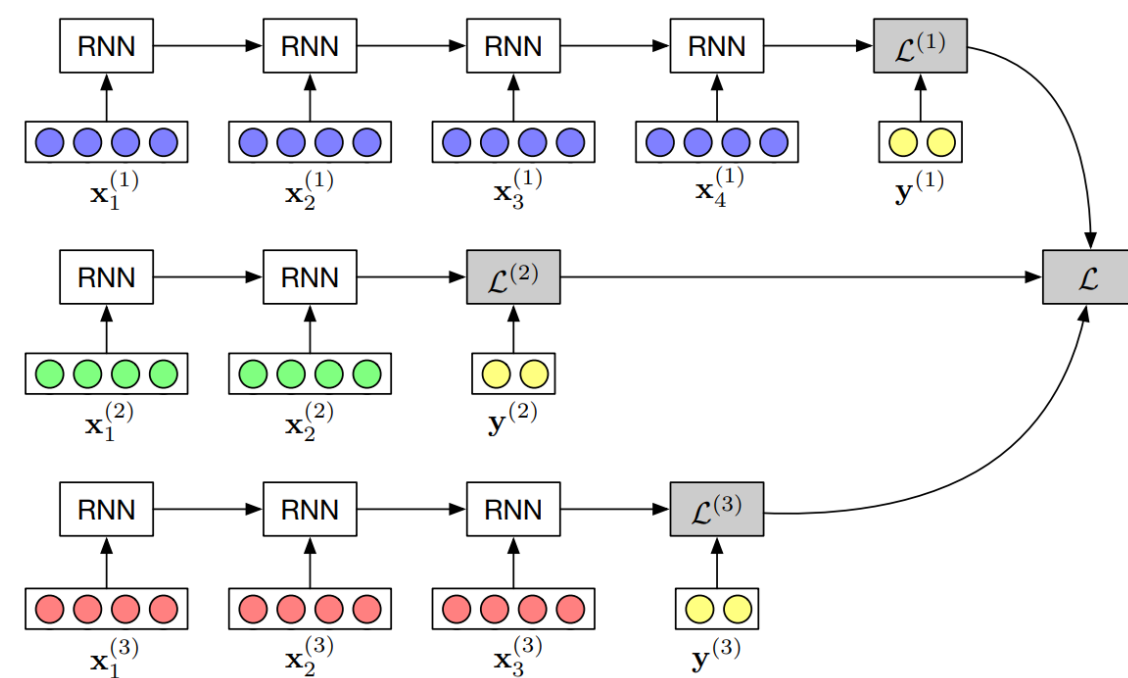 RNN RNN RNN RNN ℒ⁽¹⁾
x₁⁽¹⁾ x₂⁽¹⁾ x₃⁽¹⁾ x₄⁽¹⁾ y⁽¹⁾
RNN RNN ℒ⁽²⁾ ℒ
x₁⁽²⁾ x₂⁽²⁾ y⁽²⁾
RNN RNN RNN ℒ⁽³⁾
x₁⁽³⁾ x₂⁽³⁾ x₃⁽³⁾ y⁽³⁾